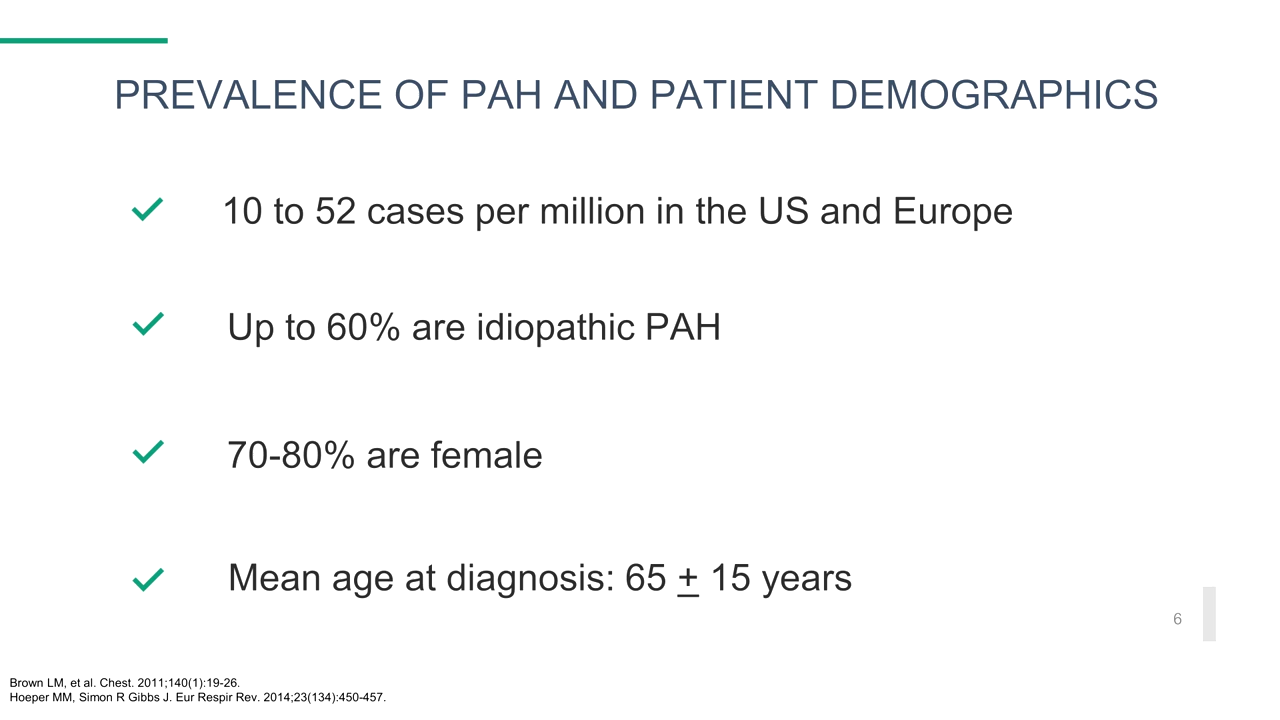 PREVALENCE OF PAH AND PATIENT DEMOGRAPHICS
10 to 52 cases per million in the US and Europe
Up to 60% are idiopathic PAH
70-80% are female
Mean age at diagnosis: 65 ± 15 years
6
Brown LM, et al. Chest. 2011;140(1):19-26.
Hoeper MM, Simon R Gibbs J. Eur Respir Rev. 2014;23(134):450-457.